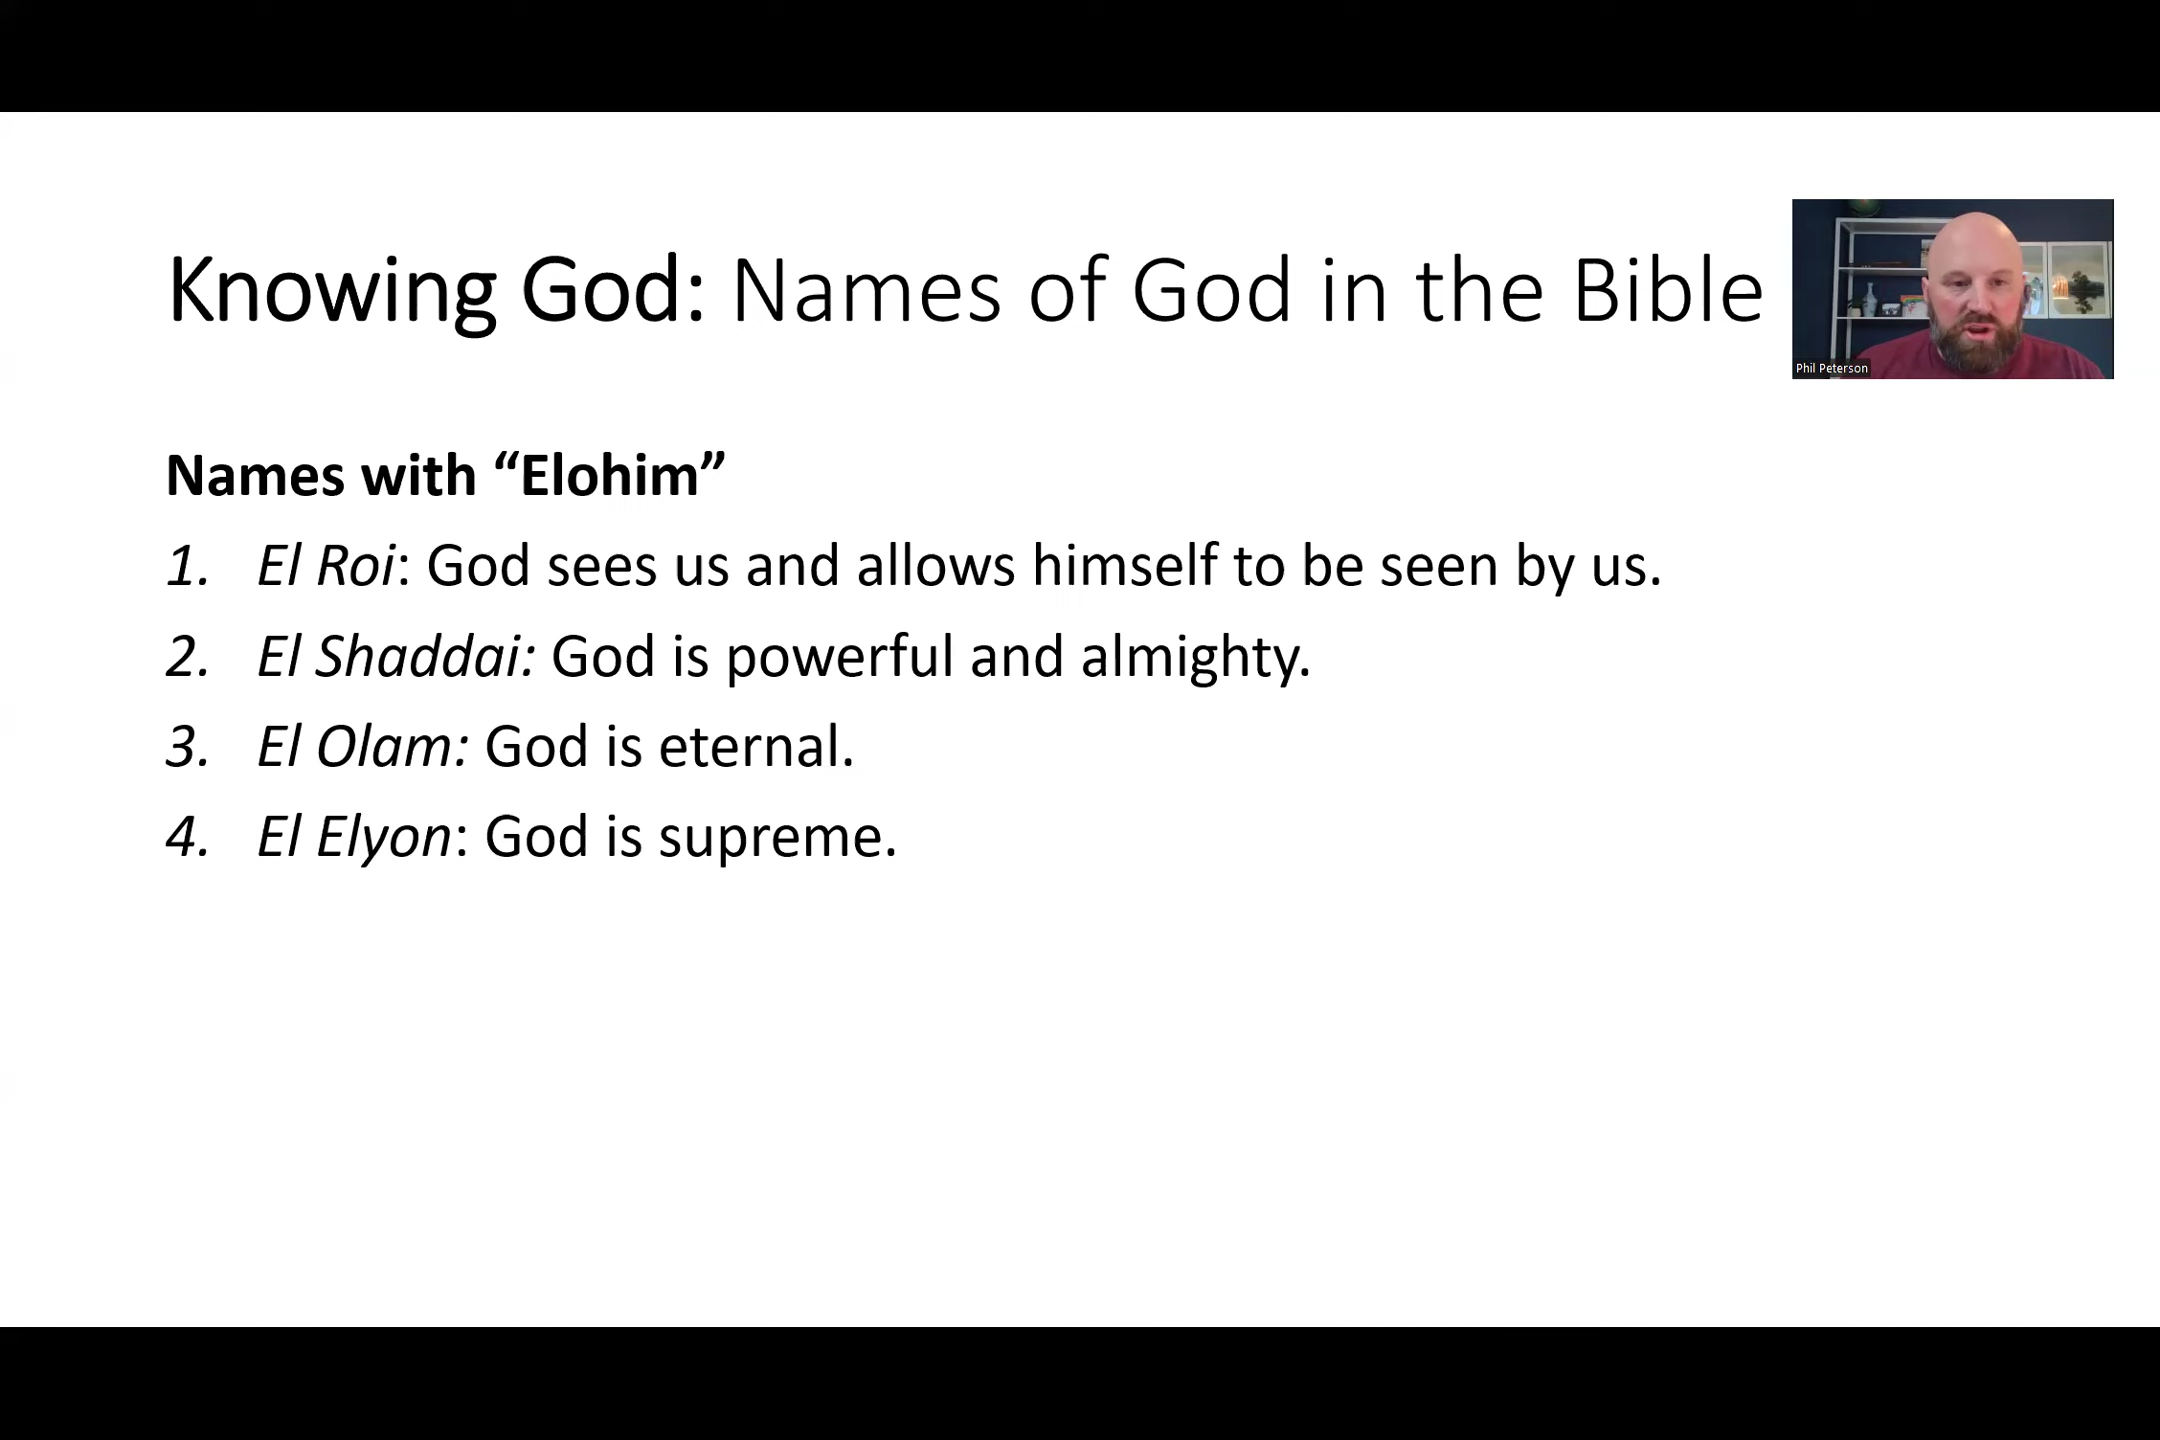 Knowing God: Names of God in the Bible
Phil Peterson
Names with “Elohim”
1. El Roi: God sees us and allows himself to be seen by us.
2. El Shaddai: God is powerful and almighty.
3. El Olam: God is eternal.
4. El Elyon: God is supreme.